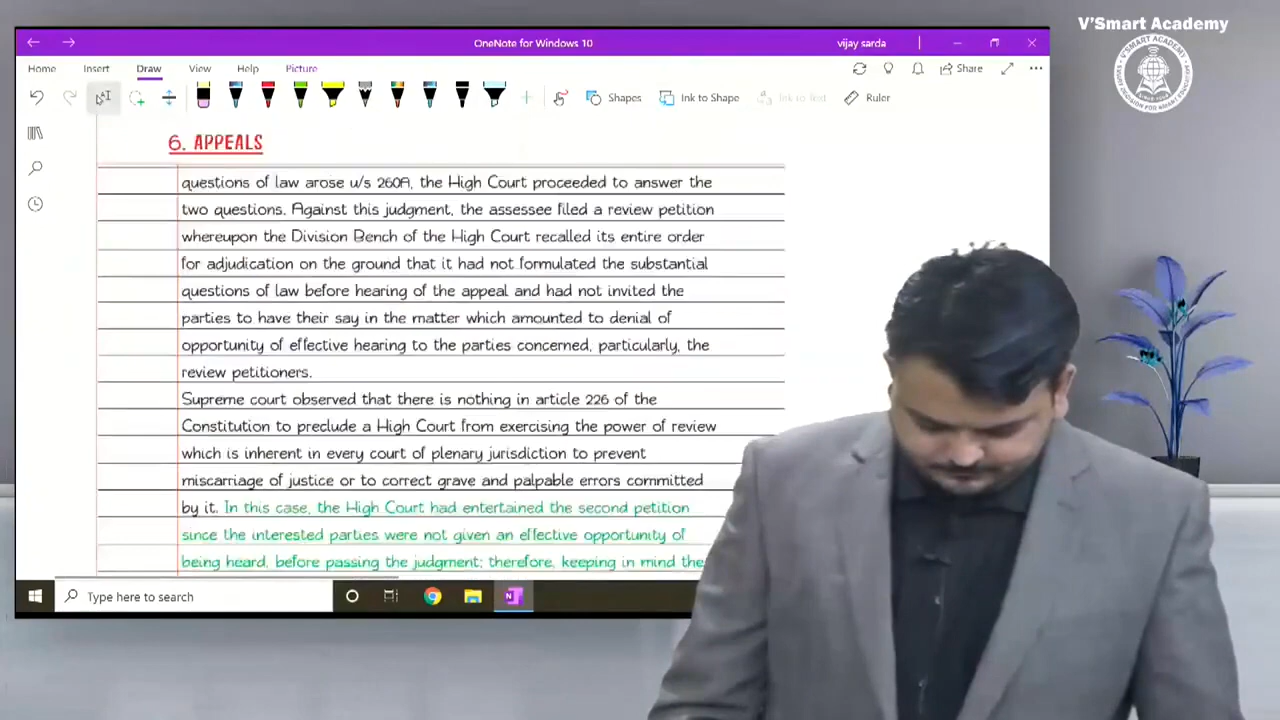 V'Smart Academy
OneNote for Windows 10
vijay sarda
Home Insert Draw View Help Picture
Share
Shapes Ink to Shape Ink to Text Ruler
6. APPEALS
questions of law arose u/s 260A, the High Court proceeded to answer the
two questions. Against this judgment, the assessee filed a review petition
whereupon the Division Bench of the High Court recalled its entire order
for adjudication on the ground that it had not formulated the substantial
questions of law before hearing of the appeal and had not invited the
parties to have their say in the matter which amounted to denial of
opportunity of effective hearing to the parties concerned, particularly, the
review petitioners.
Supreme court observed that there is nothing in article 226 of the
Constitution to preclude a High Court from exercising the power of review
which is inherent in every court of plenary jurisdiction to prevent
miscarriage of justice or to correct grave and palpable errors committed
by it. In this case, the High Court had entertained the second petition
since the interested parties were not given an effective opportunity of
being heard, before passing the judgment; therefore, keeping in mind the
Type here to search